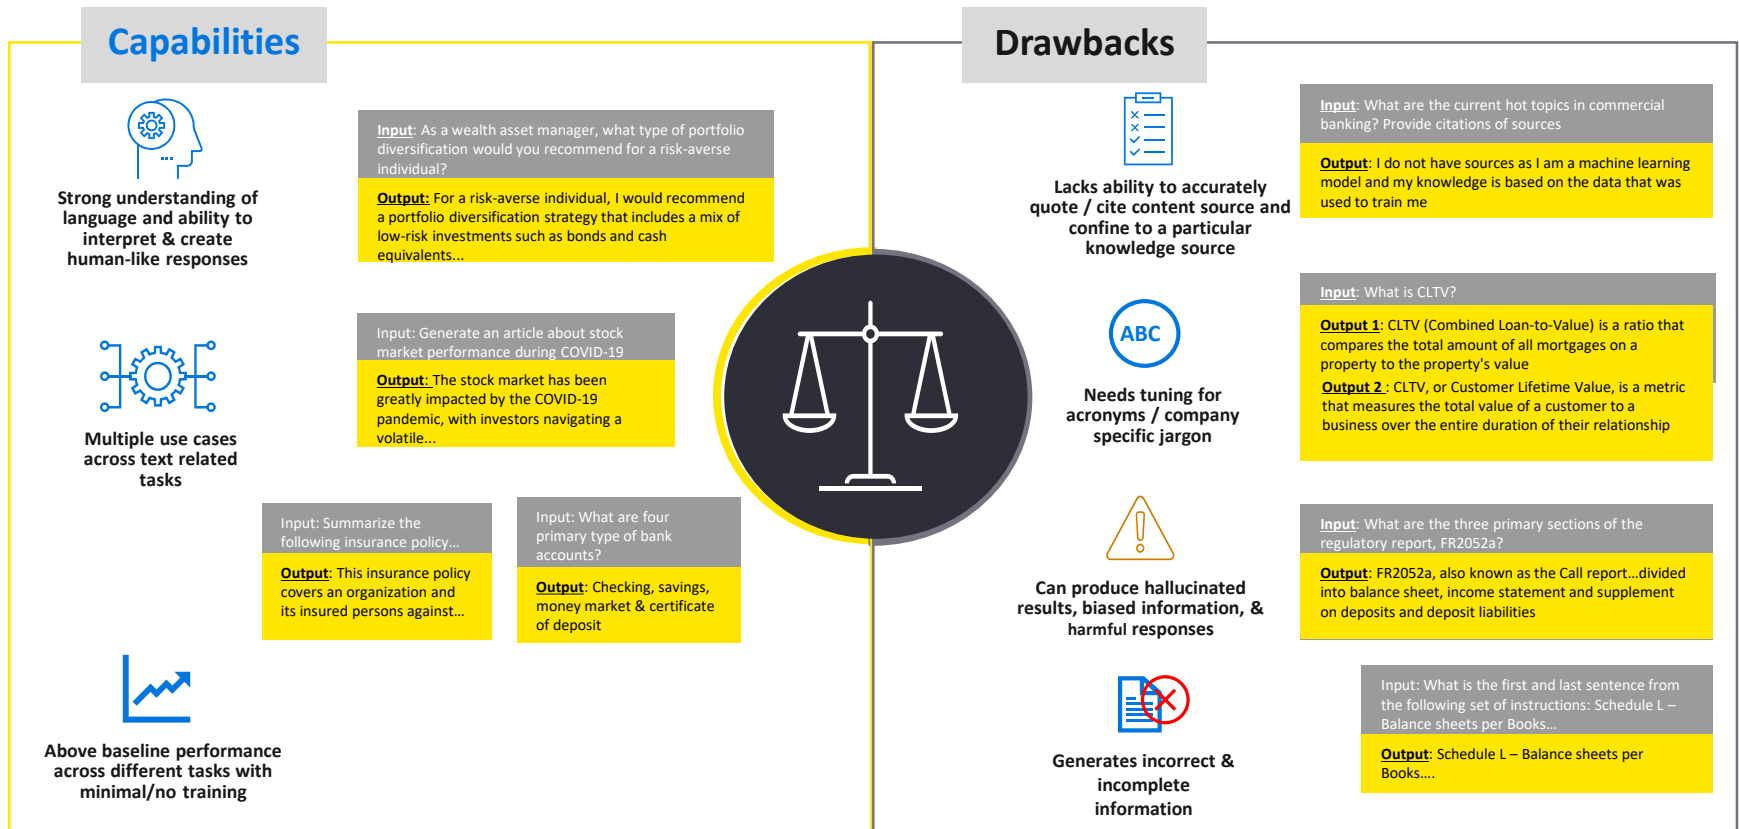 Capabilities
Strong understanding of
language and ability to
interpret & create
human-like responses
Input: As a wealth asset manager, what type of portfolio
diversification would you recommend for a risk-averse
individual?
Output: For a risk-averse individual, I would recommend
a portfolio diversification strategy that includes a mix of
low-risk investments such as bonds and cash
equivalents...
Multiple use cases
across text related
tasks
Input: Generate an article about stock
market performance during COVID-19
Output: The stock market has been
greatly impacted by the COVID-19
pandemic, with investors navigating a
volatile...
Input: Summarize the
following insurance policy…
Output: This insurance policy
covers an organization and
its insured persons against…
Input: What are four
primary type of bank
accounts?
Output: Checking, savings,
money market & certificate
of deposit
Above baseline performance
across different tasks with
minimal/no training
Drawbacks
Lacks ability to accurately
quote / cite content source and
confine to a particular
knowledge source
Input: What are the current hot topics in commercial
banking? Provide citations of sources
Output: I do not have sources as I am a machine learning
model and my knowledge is based on the data that was
used to train me
ABC
Needs tuning for
acronyms / company
specific jargon
Input: What is CLTV?
Output 1: CLTV (Combined Loan-to-Value) is a ratio that
compares the total amount of all mortgages on a
property to the property's value
Output 2 : CLTV, or Customer Lifetime Value, is a metric
that measures the total value of a customer to a
business over the entire duration of their relationship
Can produce hallucinated
results, biased information, &
harmful responses
Input: What are the three primary sections of the
regulatory report, FR2052a?
Output: FR2052a, also known as the Call report…divided
into balance sheet, income statement and supplement
on deposits and deposit liabilities
Generates incorrect &
incomplete
information
Input: What is the first and last sentence from
the following set of instructions: Schedule L –
Balance sheets per Books…
Output: Schedule L – Balance sheets per
Books….